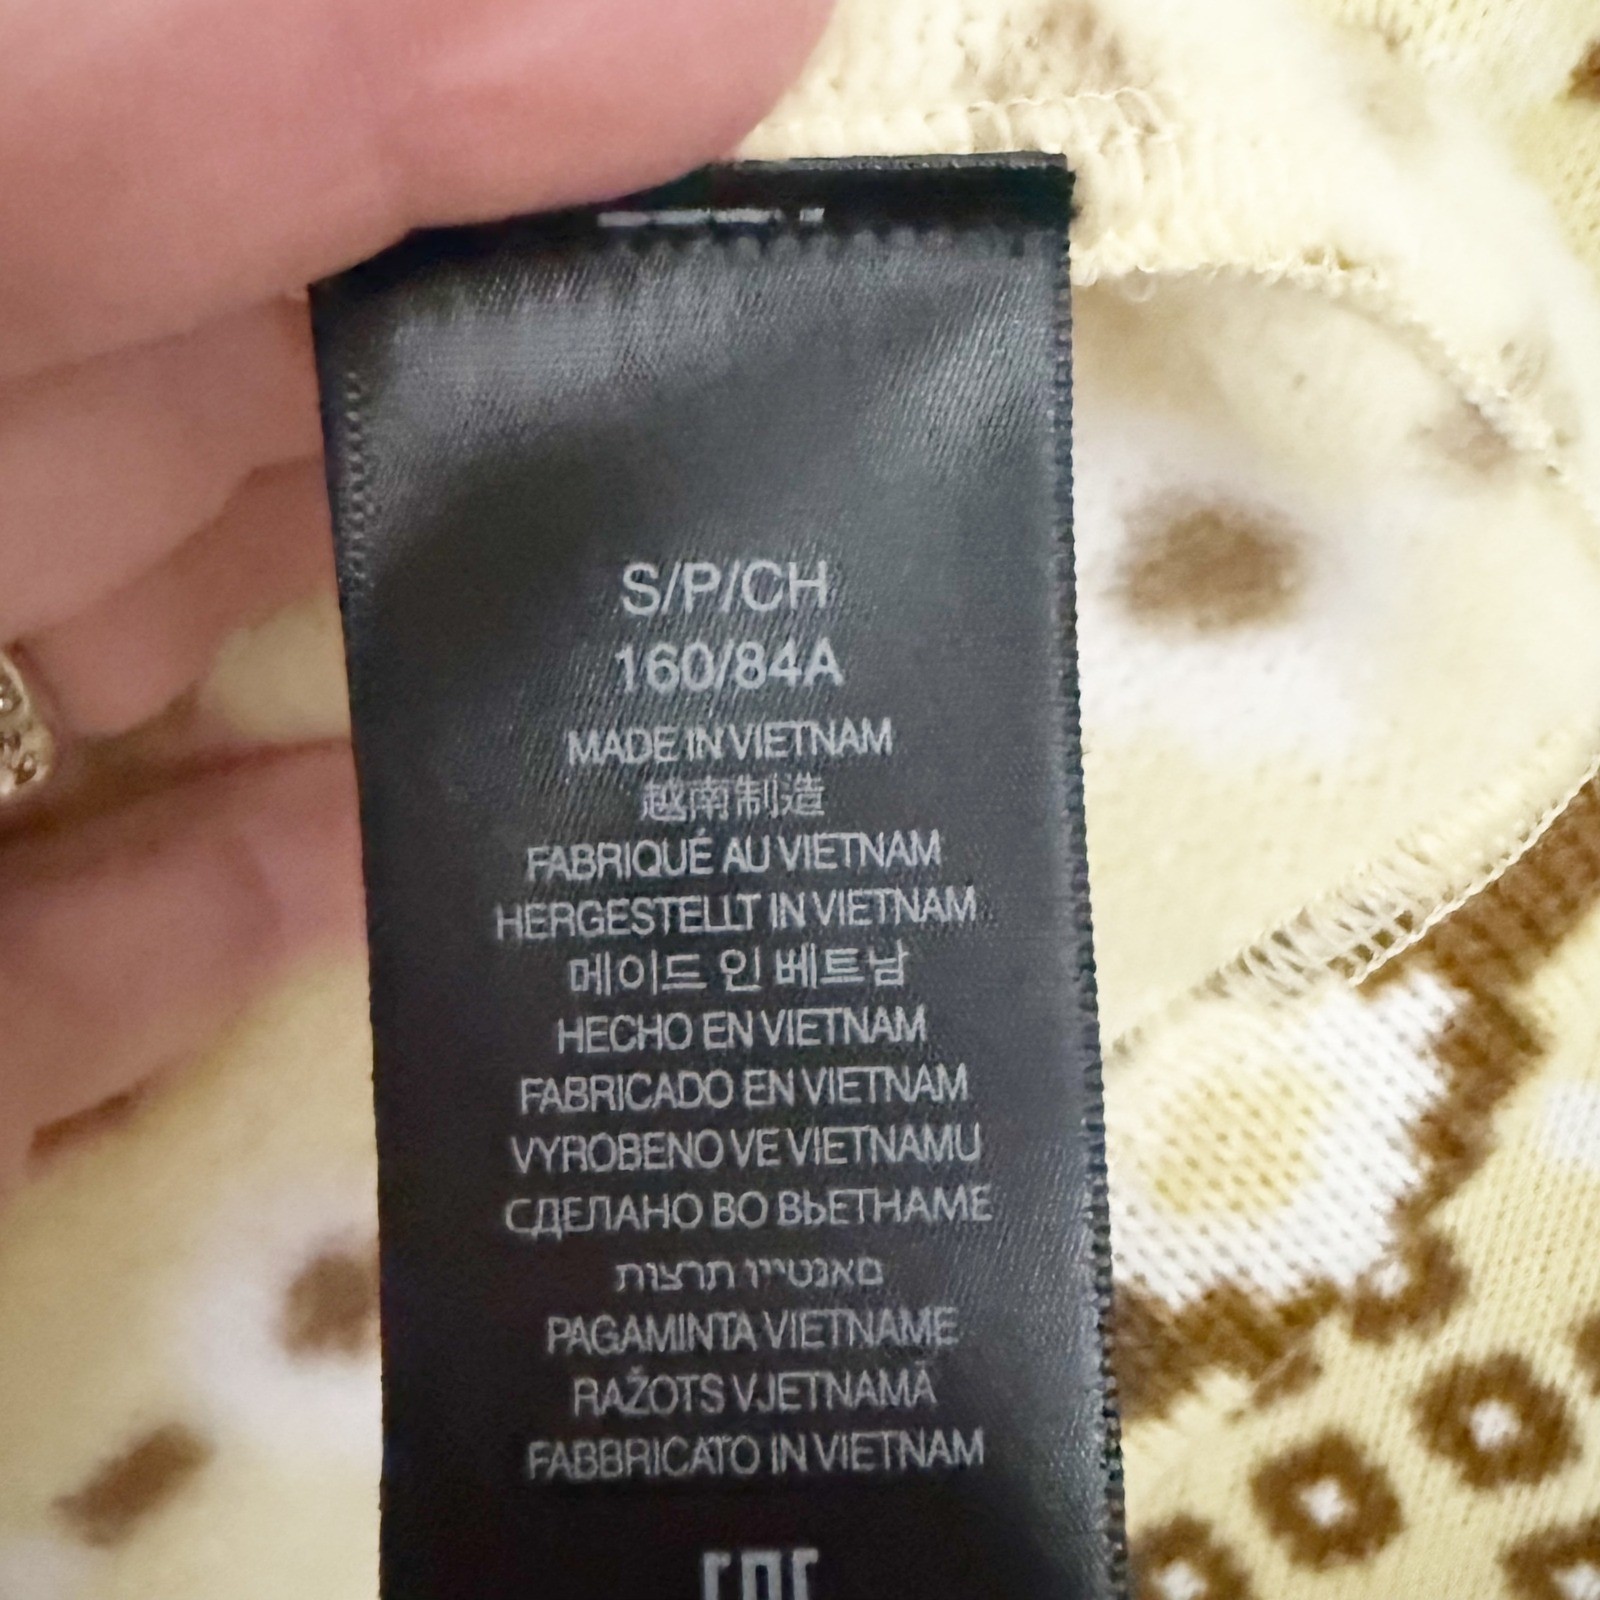 S/P/CH
160/84A
MADE IN VIETNAM
越南制造
FABRIQUÉ AU VIETNAM
HERGESTELLT IN VIETNAM
메이드 인 베트남
HECHO EN VIETNAM
FABRICADO EN VIETNAM
VYROBENO VE VIETNAMU
СДЕЛАНО ВО ВЬЕТНАМЕ
PAGAMINTA VIETNAME
RAŽOTS VJETNAMĀ
FABBRICATO IN VIETNAM